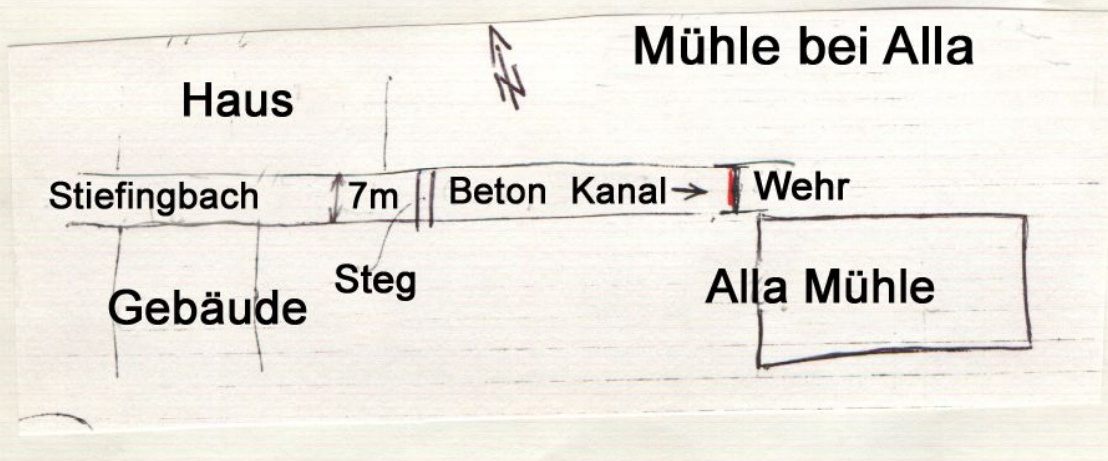 Mühle bei Alla
N
Haus
Stiefingbach
7m
Beton Kanal
Wehr
Steg
Gebäude
Alla Mühle